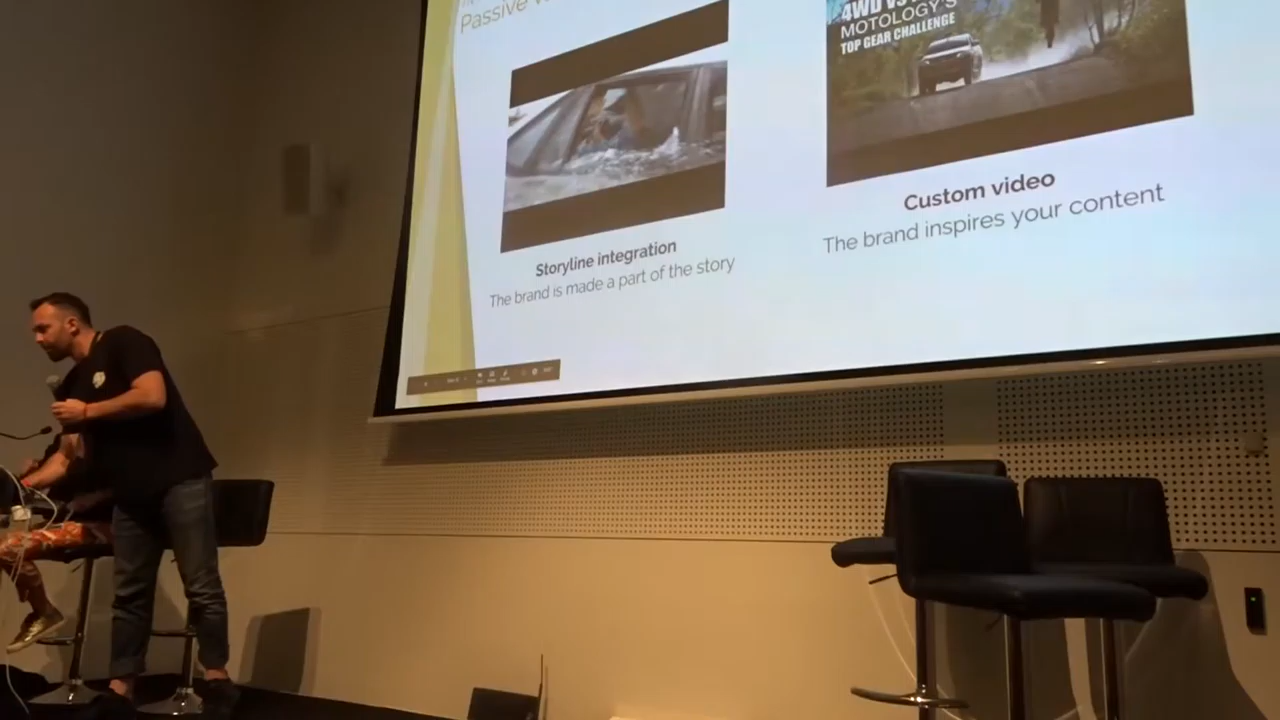 Passive
4WD VS
MOTOLOGY'S
TOP GEAR CHALLENGE
Storyline integration
The brand is made a part of the story
Custom video
The brand inspires your content